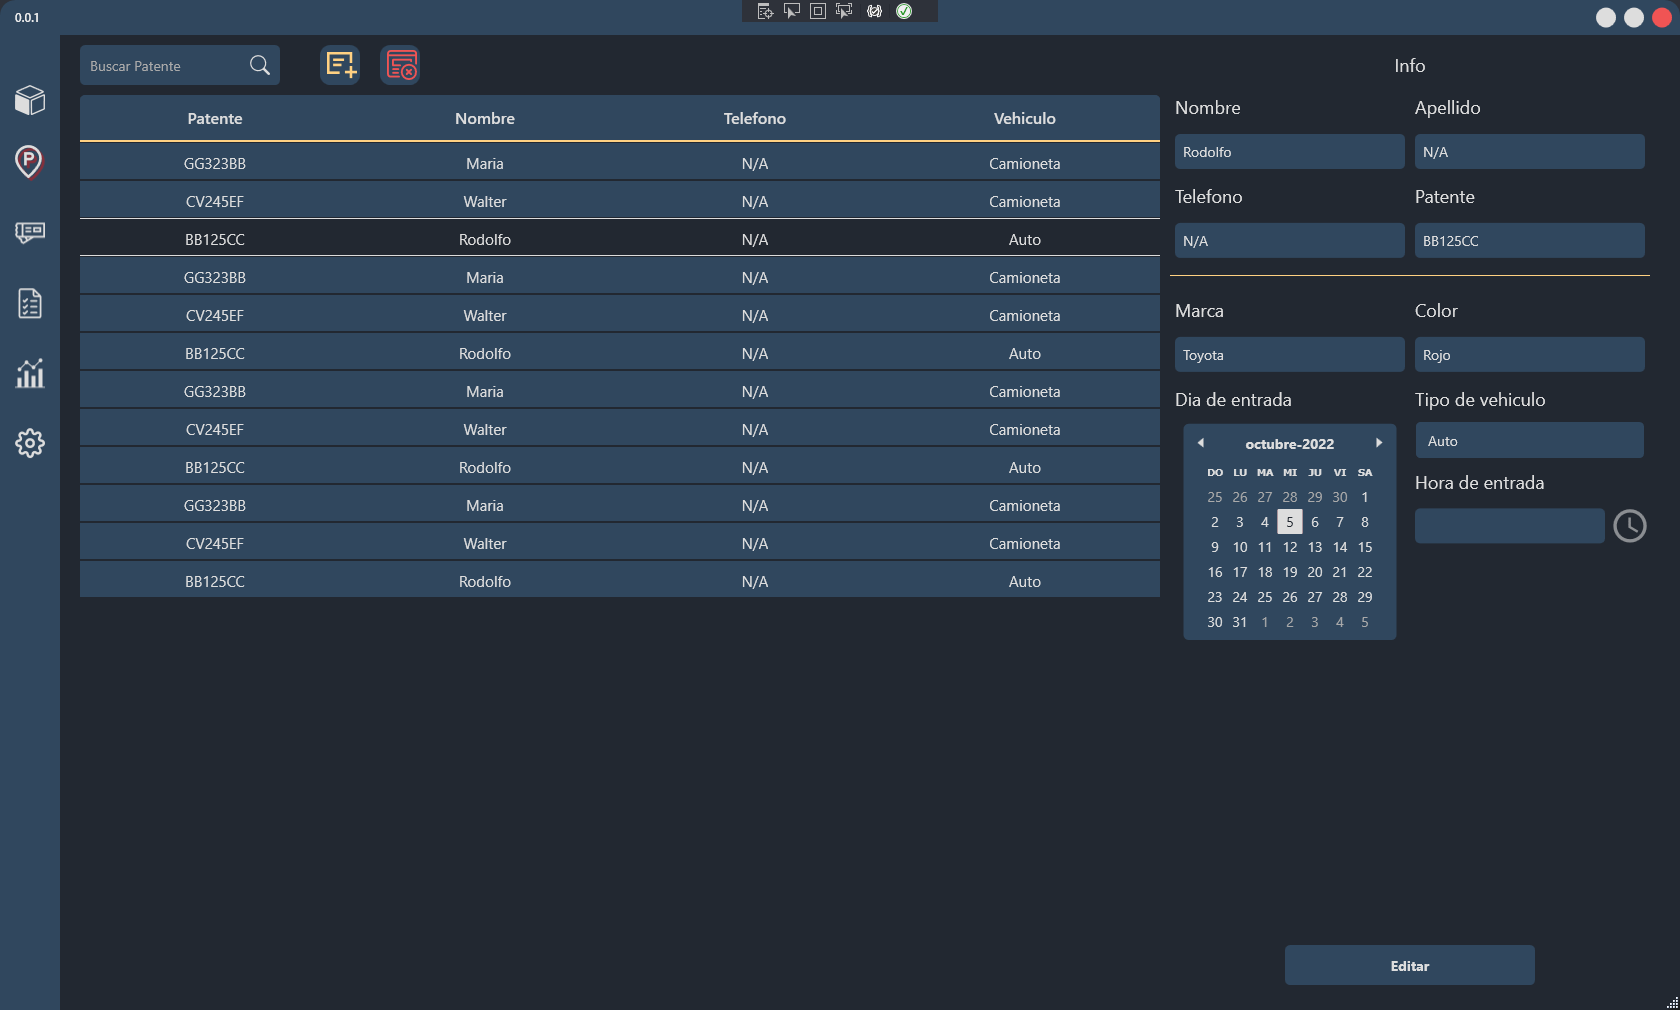 0.0.1
Buscar Patente
Patente Nombre Telefono Vehiculo
GG323BB Maria N/A Camioneta
CV245EF Walter N/A Camioneta
BB125CC Rodolfo N/A Auto
GG323BB Maria N/A Camioneta
CV245EF Walter N/A Camioneta
BB125CC Rodolfo N/A Auto
GG323BB Maria N/A Camioneta
CV245EF Walter N/A Camioneta
BB125CC Rodolfo N/A Auto
GG323BB Maria N/A Camioneta
CV245EF Walter N/A Camioneta
BB125CC Rodolfo N/A Auto
Info
Nombre Apellido
Rodolfo N/A
Telefono Patente
N/A BB125CC
Marca Color
Toyota Rojo
Dia de entrada
octubre-2022
DO LU MA MI JU VI SA
25 26 27 28 29 30 1
2 3 4 5 6 7 8
9 10 11 12 13 14 15
16 17 18 19 20 21 22
23 24 25 26 27 28 29
30 31 1 2 3 4 5
Tipo de vehiculo
Auto
Hora de entrada
Editar
P